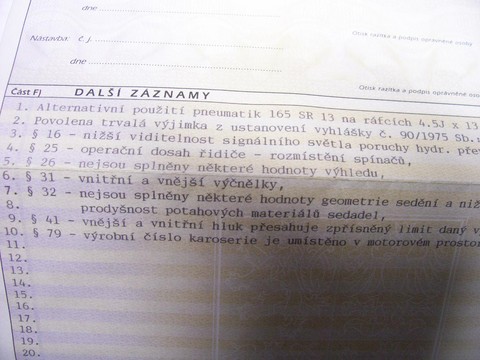 dne
Otisk razítka a podpis oprávněné osoby
Nástavba: č. j.
dne
Otisk razítka a podpis oprávněné oso
Část F) DALŠÍ ZÁZNAMY
1. Alternativní použití pneumatik 165 SR 13 na ráfcích 4.5J x 13
2. Povolena trvalá výjimka z ustanovení vyhlášky č. 90/1975 Sb.
3. § 16 - nižší viditelnost signálního světla poruchy hydr. pře
4. § 25 - operační dosah řidiče - rozmístění spínačů,
5. § 26 - nejsou splněny některé hodnoty výhledu,
6. § 31 - vnitřní a vnější výčnělky,
7. § 32 - nejsou splněny některé hodnoty geometrie sedění a niž
8. prodyšnost potahových materiálů sedadel,
9. § 41 - vnější a vnitřní hluk přesahuje zpřísněný limit daný v
10. § 79 - výrobní číslo karoserie je umístěno v motorovém prostor
11.
12.
13.
14.
15.
16.
17.
18.
19.
20.